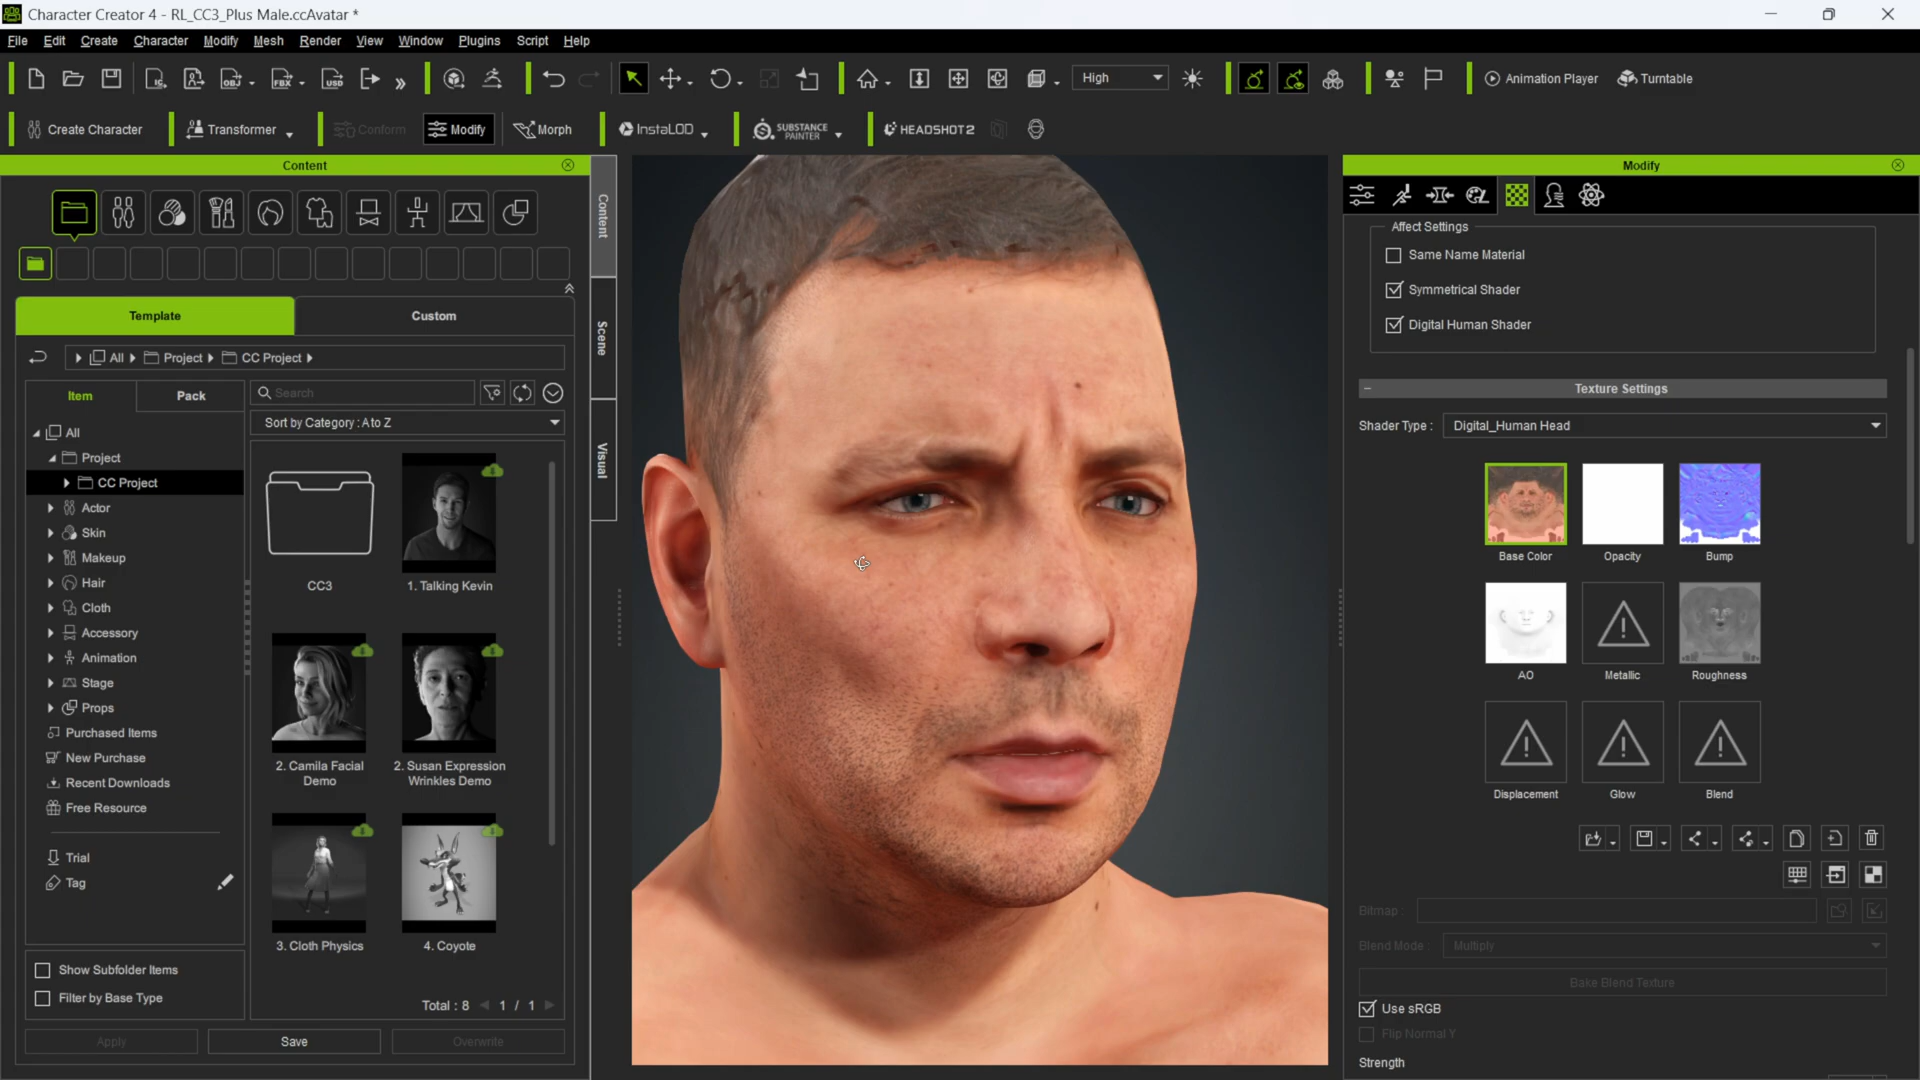 Character Creator 4 - RL_CC3_Plus Male.ccAvatar *
File Edit Create Character Modify Mesh Render View Window Plugins Script Help
High
Animation Player
Turntable
Create Character
Transformer
Conform
Modify
Morph
InstaLOD
SUBSTANCE
PAINTER
HEADSHOT 2
Content
Template
Custom
All
Project
CC Project
Item
Pack
Search
Sort by Category : A to Z
All
Project
CC Project
Actor
Skin
Makeup
Hair
Cloth
Accessory
Animation
Stage
Props
Purchased Items
New Purchase
Recent Downloads
Free Resource
Trial
Tag
CC3
1. Talking Kevin
2. Camila Facial
Demo
2. Susan Expression
Wrinkles Demo
3. Cloth Physics
4. Coyote
Show Subfolder Items
Filter by Base Type
Total : 8
1 / 1
Apply
Save
Overwrite
Content
Scene
Visual
Modify
Affect Settings
Same Name Material
Symmetrical Shader
Digital Human Shader
Texture Settings
Shader Type :
Digital_Human Head
Base Color
Opacity
Bump
AO
Metallic
Roughness
Displacement
Glow
Blend
Bitmap:
Blend Mode :
Multiply
Bake Blend Texture
Use sRGB
Flip Normal Y
Strength